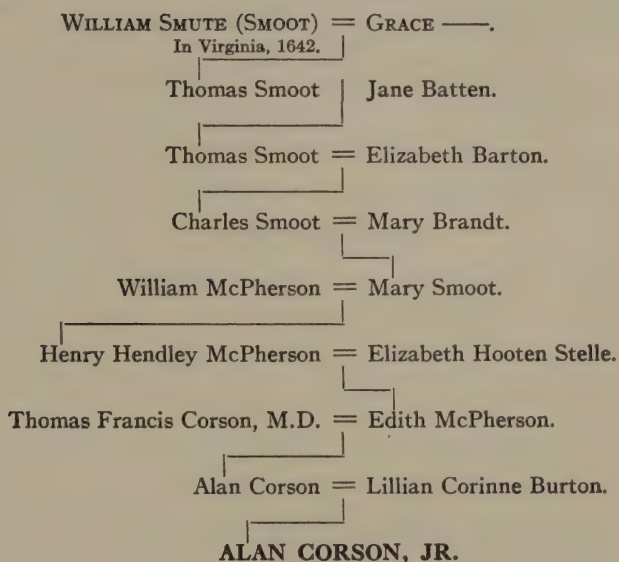 WILLIAM SMUTE (SMOOT) = GRACE ——.
In Virginia, 1642.
Thomas Smoot Jane Batten.
Thomas Smoot = Elizabeth Barton.
Charles Smoot = Mary Brandt.
William McPherson = Mary Smoot.
Henry Hendley McPherson = Elizabeth Hooten Stelle.
Thomas Francis Corson, M.D. = Edith McPherson.
Alan Corson = Lillian Corinne Burton.
ALAN CORSON, JR.